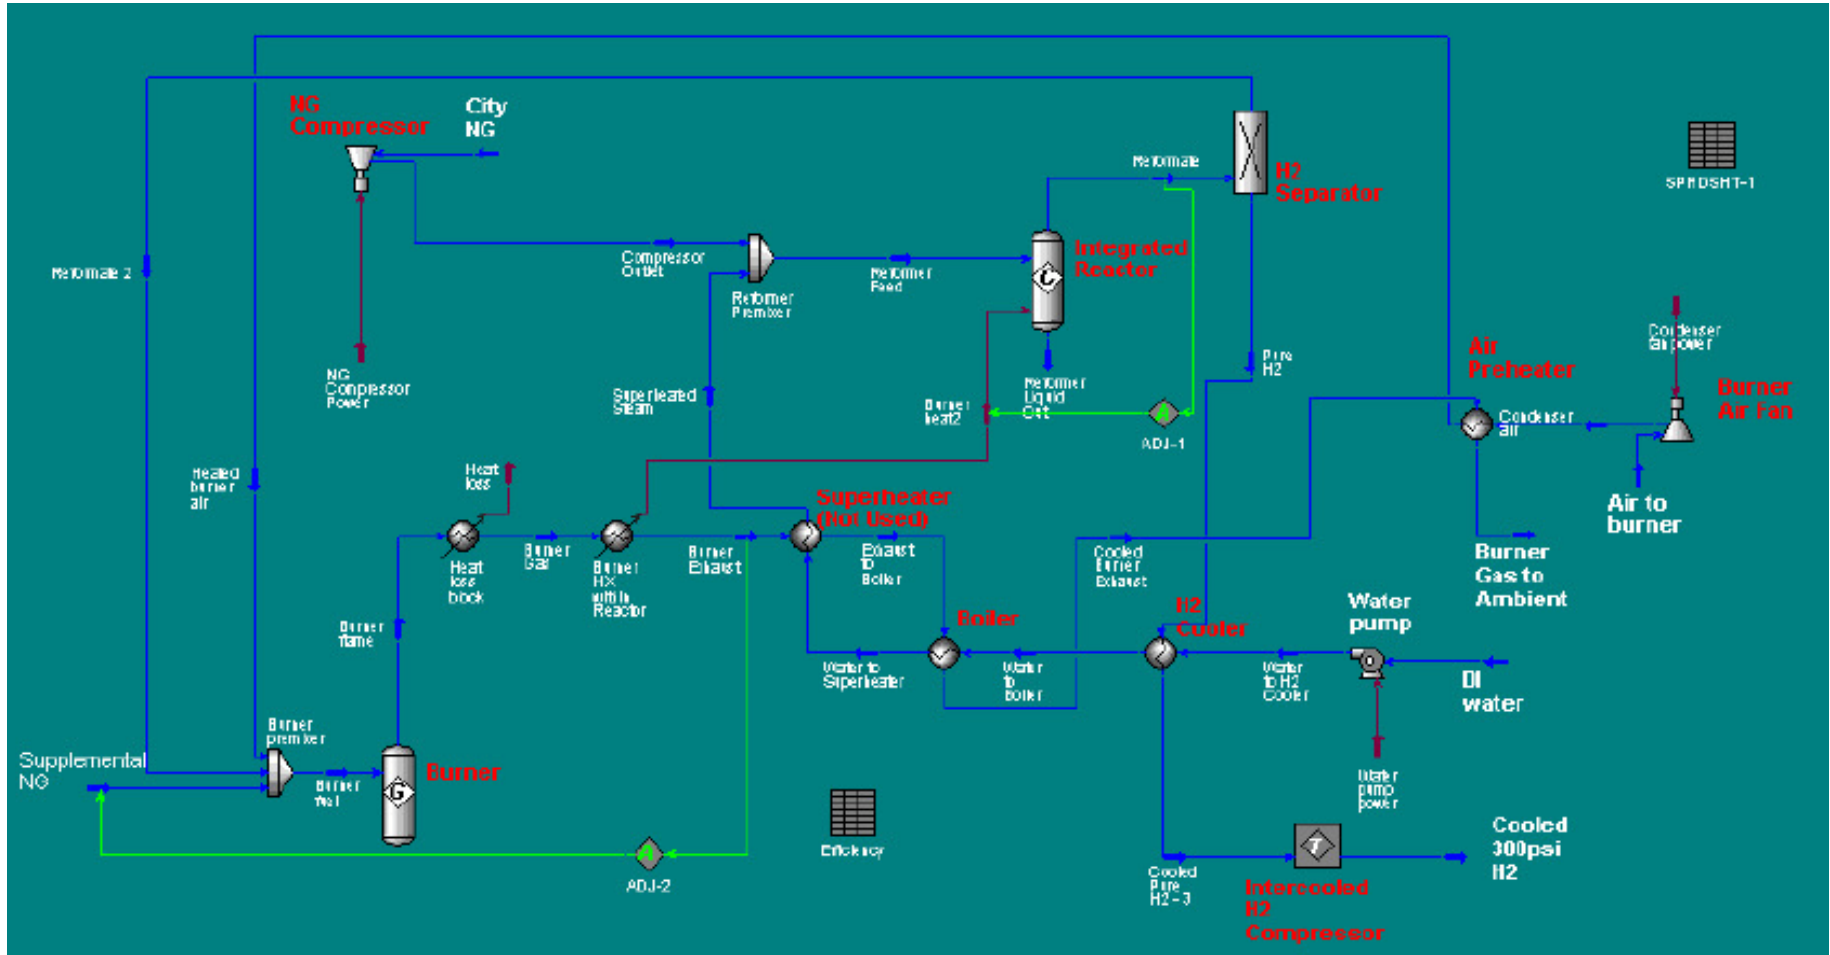 NG
Compressor
City
NG
Reformate
H2
Separator
SPRDSHT-1
Integrated
Reactor
Compressor
Outlet
Reformer
Feed
Reformate 2
Reformer
Premixer
Condenser
fan power
Air
Preheater
Pure
H2
NG
Compressor
Power
Superheated
Steam
Reformer
Liquid
Out
Burner
heat2
Burner
Air Fan
Condenser
air
ADJ-1
Heated
burner
air
Heat
loss
Superheater
(Not Used)
Air to
burner
Burner
Gas
Burner
Exhaust
Exhaust
to
Boiler
Cooled
Burner
Exhaust
Burner
Gas to
Ambient
Heat
loss
block
Burner
HX
within
Reactor
Water
pump
H2
Cooler
Boiler
Burner
flame
Water to
Superheater
Water
to
Boiler
Water
to H2
Cooler
DI
water
Burner
premixer
Supplemental
NG
Burner
fuel
Burner
G
Water
pump
power
Efficiency
Cooled
300psi
H2
A
ADJ-2
T
Cooled
Pure
H2-3
Intercooled
H2
Compressor